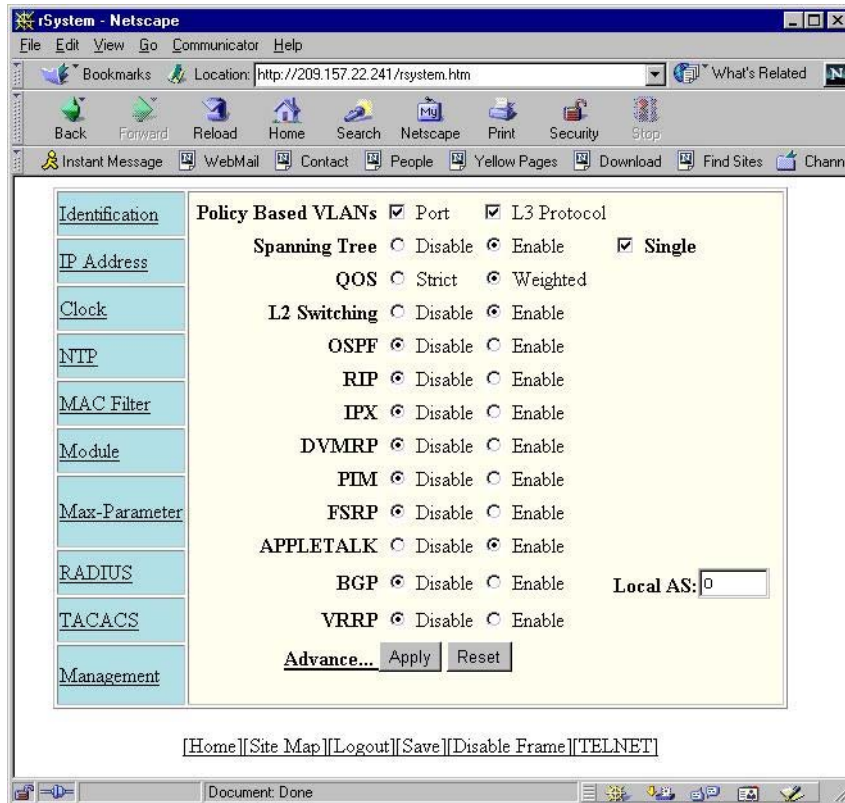 rSystem - Netscape
File Edit View Go Communicator Help
Bookmarks Location: http://209.157.22.241/rsystem.htm What's Related N
Back Forward Reload Home Search My Netscape Print Security Stop
Instant Message WebMail Contact People Yellow Pages Download Find Sites Chann
Identification
IP Address
Clock
NTP
MAC Filter
Module
Max-Parameter
RADIUS
TACACS
Management
Policy Based VLANs Port L3 Protocol
Spanning Tree Disable Enable Single
QOS Strict Weighted
L2 Switching Disable Enable
OSPF Disable Enable
RIP Disable Enable
IPX Disable Enable
DVMRP Disable Enable
PIM Disable Enable
FSRP Disable Enable
APPLETALK Disable Enable
BGP Disable Enable Local AS: 0
VRRP Disable Enable
Advance... Apply Reset
[Home][Site Map][Logout][Save][Disable Frame][TELNET]
Document: Done